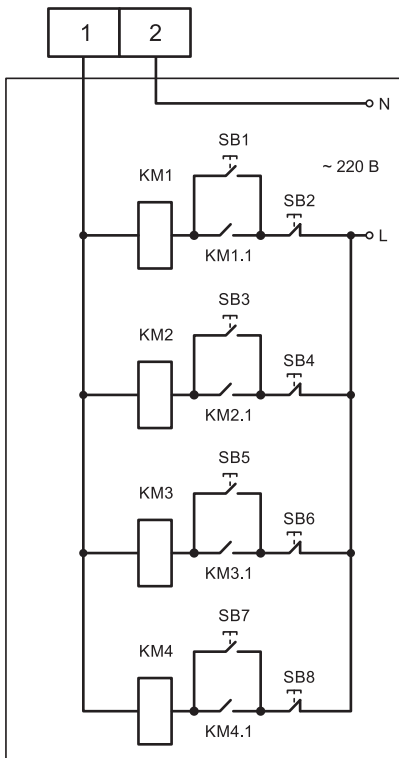 1 2
N
SB1
~ 220 В
KM1
SB2
L
KM1.1
SB3
KM2
SB4
KM2.1
SB5
KM3
SB6
KM3.1
SB7
KM4
SB8
KM4.1